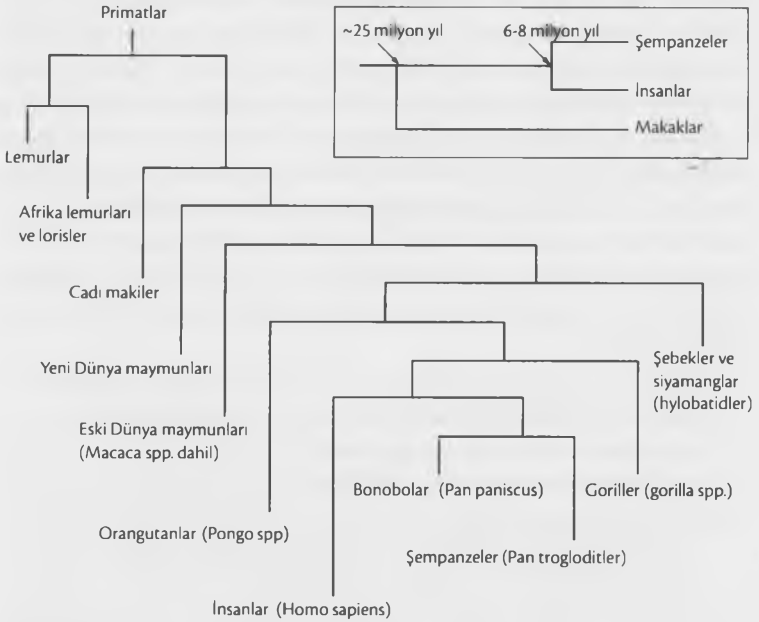 Primatlar
~25 milyon yıl
6-8 milyon yıl
Şempanzeler
İnsanlar
Makaklar
Lemurlar
Afrika lemurları
ve lorisler
Cadı makiler
Yeni Dünya maymunları
Şebekler ve
siyamanglar
(hylobatidler)
Eski Dünya maymunları
(Macaca spp. dahil)
Bonobolar (Pan paniscus)
Goriller (gorilla spp.)
Orangutanlar (Pongo spp)
Şempanzeler (Pan trogloditler)
İnsanlar (Homo sapiens)